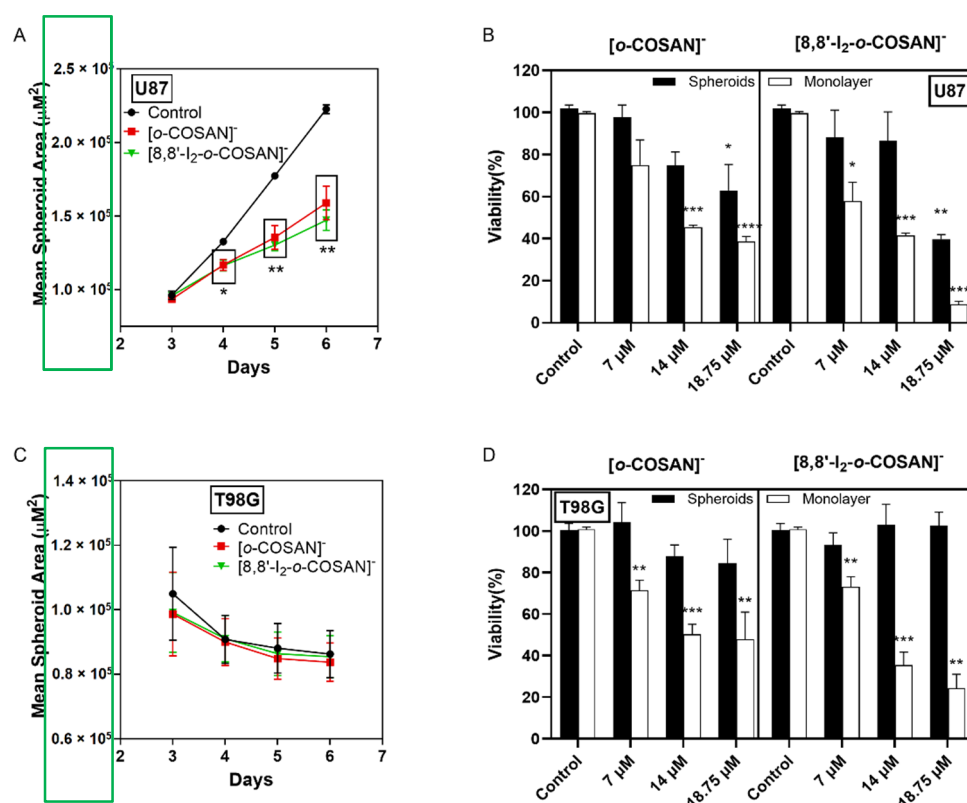 A
Mean Spheroid Area (μM²)
2.5 × 10⁵
2.0 × 10⁵
1.5 × 10⁵
1.0 × 10⁵
U87
Control
[o-COSAN]⁻
[8,8'-I₂-o-COSAN]⁻
*
**
**
2 3 4 5 6 7
Days
B
[o-COSAN]⁻ [8,8'-I₂-o-COSAN]⁻
Viability(%)
120
100
80
60
40
20
0
Spheroids Monolayer
U87
*** * ****
* *** ** ***
Control 7 μM 14 μM 18.75 μM Control 7 μM 14 μM 18.75 μM
C
Mean Spheroid Area (μM²)
1.4 × 10⁵
1.2 × 10⁵
1.0 × 10⁵
0.8 × 10⁵
0.6 × 10⁵
T98G
Control
[o-COSAN]⁻
[8,8'-I₂-o-COSAN]⁻
2 3 4 5 6 7
Days
D
[o-COSAN]⁻ [8,8'-I₂-o-COSAN]⁻
Viability(%)
120
100
80
60
40
20
0
T98G
Spheroids Monolayer
** *** **
** *** **
Control 7 μM 14 μM 18.75 μM Control 7 μM 14 μM 18.75 μM